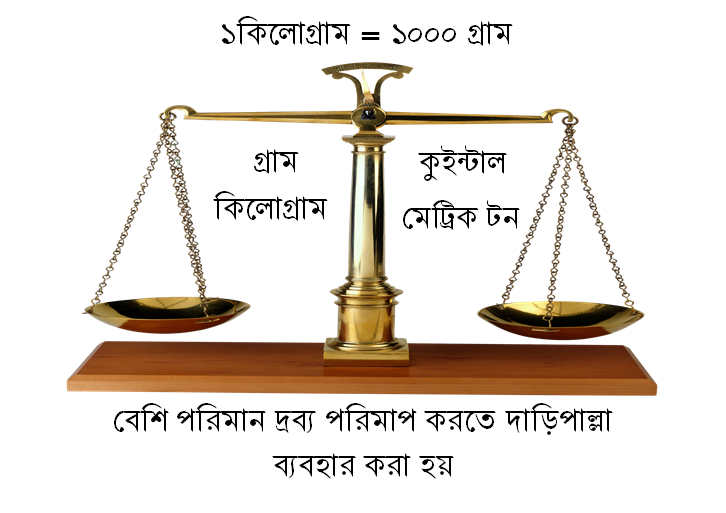 ১কিলোগ্রাম = ১০০০ গ্রাম
গ্রাম
কিলোগ্রাম
কুইন্টাল
মেট্রিক টন
বেশি পরিমান দ্রব্য পরিমাপ করতে দাড়িপাল্লা
ব্যবহার করা হয়